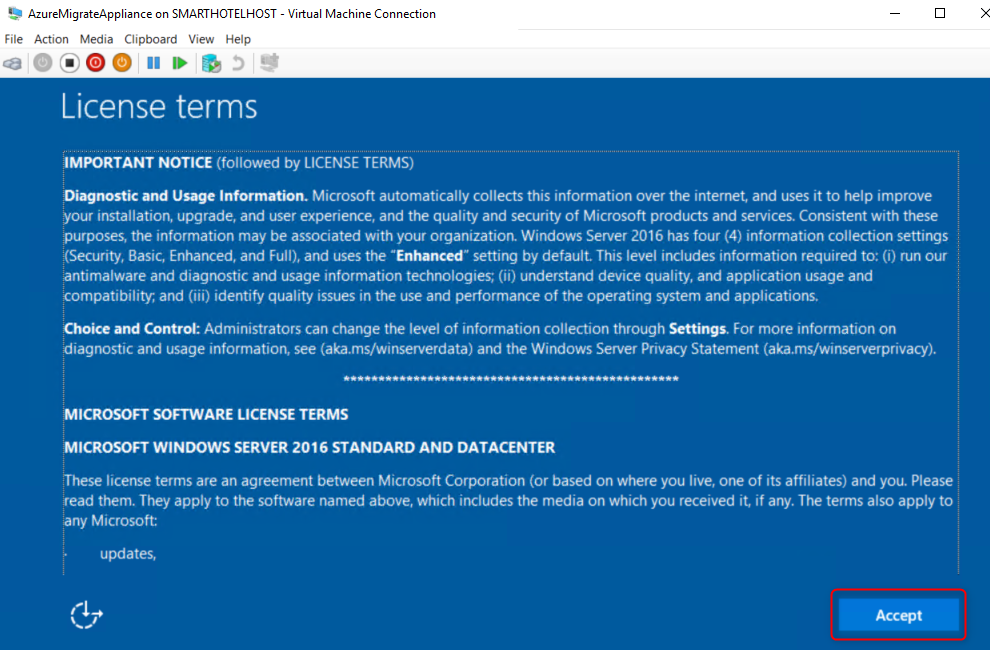 AzureMigrateAppliance on SMARTHOTELHOST - Virtual Machine Connection
File Action Media Clipboard View Help
License terms
IMPORTANT NOTICE (followed by LICENSE TERMS)
Diagnostic and Usage Information. Microsoft automatically collects this information over the internet, and uses it to help improve
your installation, upgrade, and user experience, and the quality and security of Microsoft products and services. Consistent with these
purposes, the information may be associated with your organization. Windows Server 2016 has four (4) information collection settings
(Security, Basic, Enhanced, and Full), and uses the “Enhanced” setting by default. This level includes information required to: (i) run our
antimalware and diagnostic and usage information technologies; (ii) understand device quality, and application usage and
compatibility; and (iii) identify quality issues in the use and performance of the operating system and applications.
Choice and Control: Administrators can change the level of information collection through Settings. For more information on
diagnostic and usage information, see (aka.ms/winserverdata) and the Windows Server Privacy Statement (aka.ms/winserverprivacy).
************************************************
MICROSOFT SOFTWARE LICENSE TERMS
MICROSOFT WINDOWS SERVER 2016 STANDARD AND DATACENTER
These license terms are an agreement between Microsoft Corporation (or based on where you live, one of its affiliates) and you. Please
read them. They apply to the software named above, which includes the media on which you received it, if any. The terms also apply to
any Microsoft:
· updates,
Accept